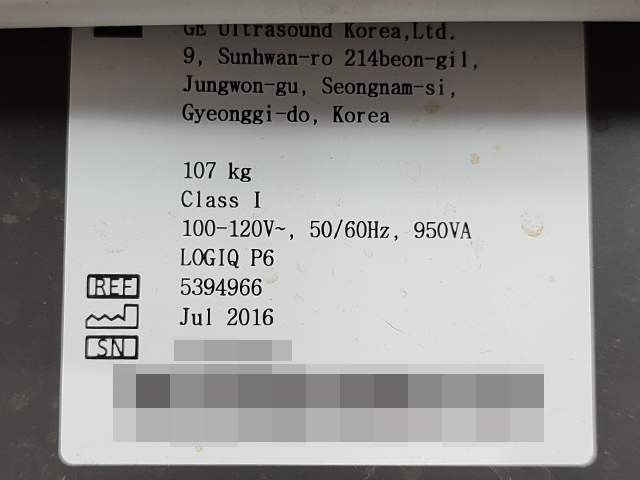 GE Ultrasound Korea,Ltd.
9, Sunhwan-ro 214beon-gil,
Jungwon-gu, Seongnam-si,
Gyeonggi-do, Korea
107 kg
Class I
100-120V~, 50/60Hz, 950VA
LOGIQ P6
REF 5394966
Jul 2016
SN